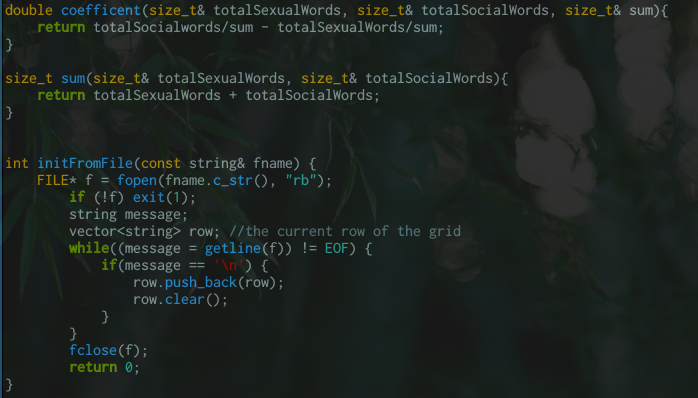 double coefficent(size_t& totalSexualWords, size_t& totalSocialWords, size_t& sum){
    return totalSocialwords/sum - totalSexualWords/sum;
}

size_t sum(size_t& totalSexualWords, size_t& totalSocialWords){
    return totalSexualWords + totalSocialWords;
}


int initFromFile(const string& fname) {
    FILE* f = fopen(fname.c_str(), "rb");
        if (!f) exit(1);
        string message;
        vector<string> row; //the current row of the grid
        while((message = getline(f)) != EOF) {
            if(message == '\n') {
                row.push_back(row);
                row.clear();
            }
        }
        fclose(f);
        return 0;
}